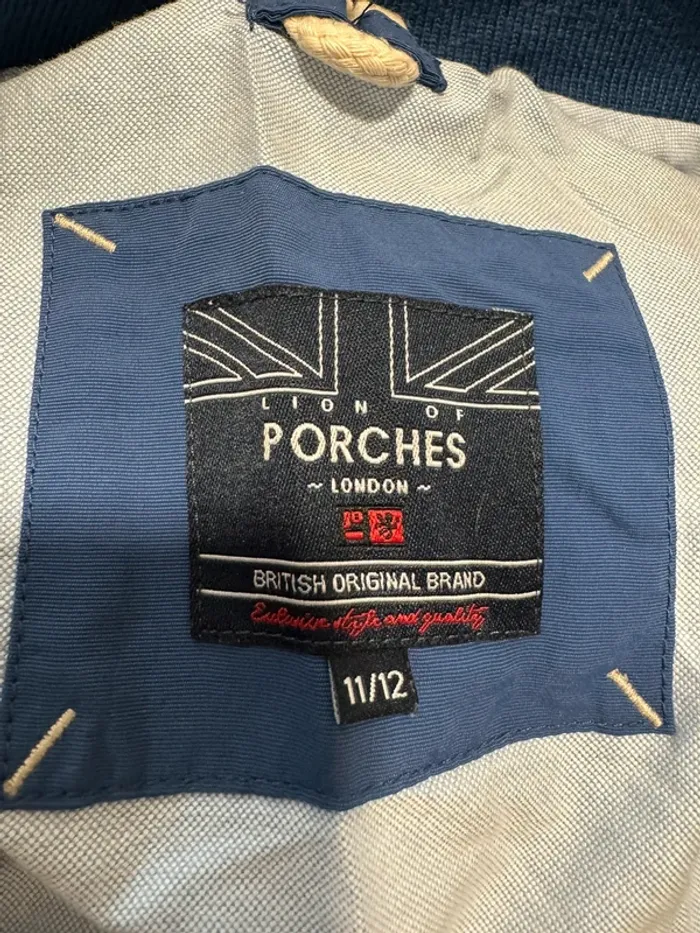 LION OF
PORCHES
~ LONDON ~
BRITISH ORIGINAL BRAND
Exclusive style and quality
11/12